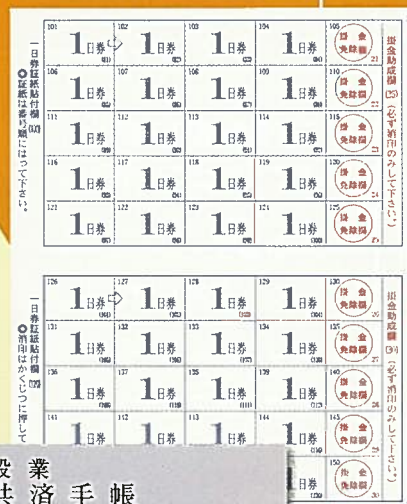 一日券証紙貼付欄
◎証紙は番号順にはって下さい。
101 1日券 (81) 102 1日券 103 1日券 104 1日券 105 掛金免除欄 21
106 1日券 107 1日券 108 1日券 109 1日券 110 掛金免除欄
111 1日券 112 1日券 113 1日券 114 1日券 115 掛金免除欄
116 1日券 117 1日券 118 1日券 119 1日券 120 掛金免除欄
121 1日券 122 1日券 123 1日券 124 1日券 掛金免除欄
掛金助成欄(必ず消印のみして下さい。)
一日券証紙貼付欄
◎消印はかくじつに押して
126 1日券 127 1日券 128 1日券 129 1日券 130 掛金免除欄
131 1日券 132 1日券 133 1日券 134 1日券 135 掛金免除欄
136 1日券 137 1日券 138 1日券 139 1日券 140 掛金免除欄
141 1日券 1日券 1日券 1日券 145 掛金免除欄
日券 150 掛金免除欄
掛金助成欄(必ず消印のみして下さい。)
設業
共済手帳